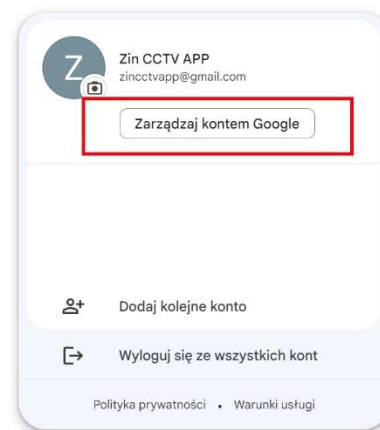 Z
Zin CCTV APP
zincctvapp@gmail.com
Zarządzaj kontem Google
Dodaj kolejne konto
Wyloguj się ze wszystkich kont
Polityka prywatności • Warunki usługi